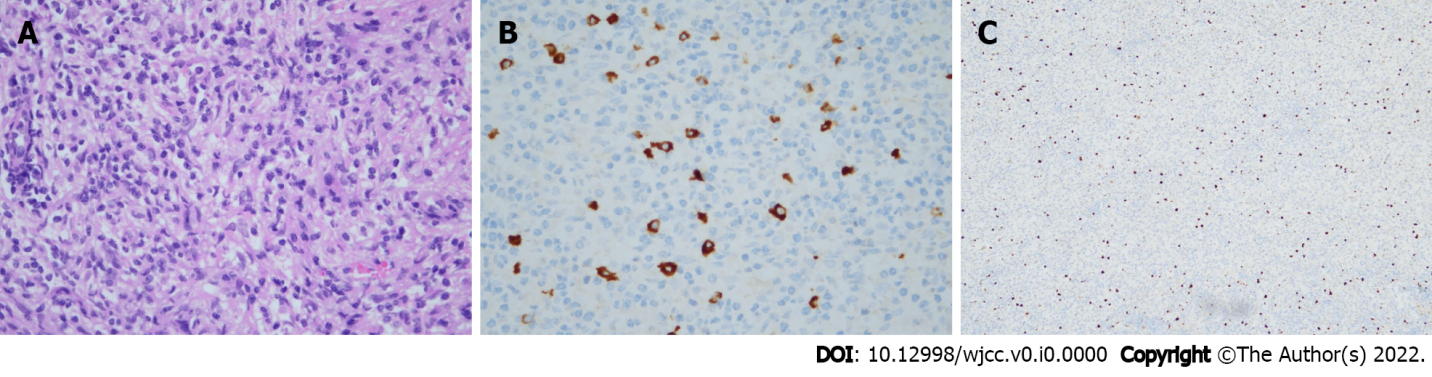 A
B
C
DOI: 10.12998/wjcc.v0.i0.0000 Copyright ©The Author(s) 2022.